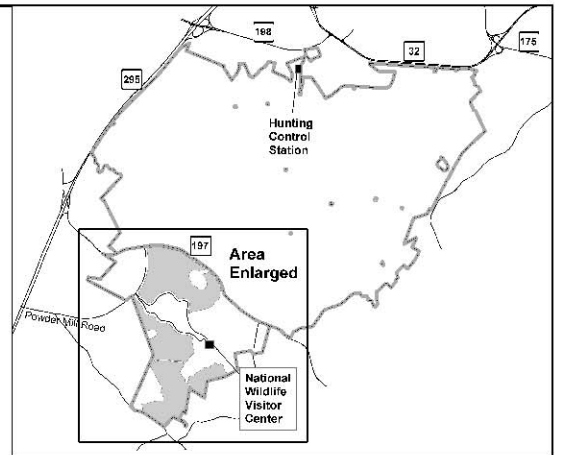 198
175
32
295
Hunting
Control
Station
197
Area
Enlarged
Powder Mill Road
National
Wildlife
Visitor
Center